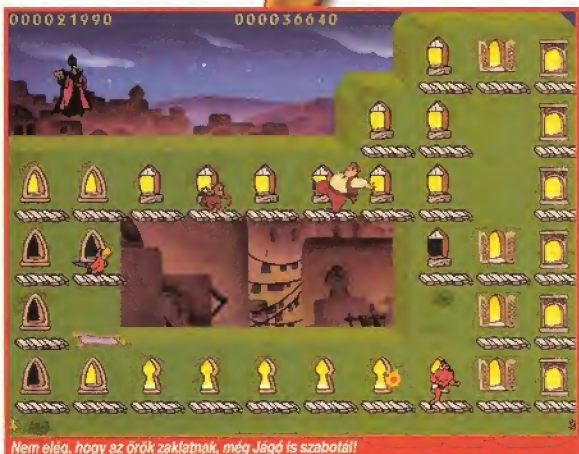 000021990 000036640
Nem elég, hogy az őrök zaklatnak, még Jágó is szabotál!